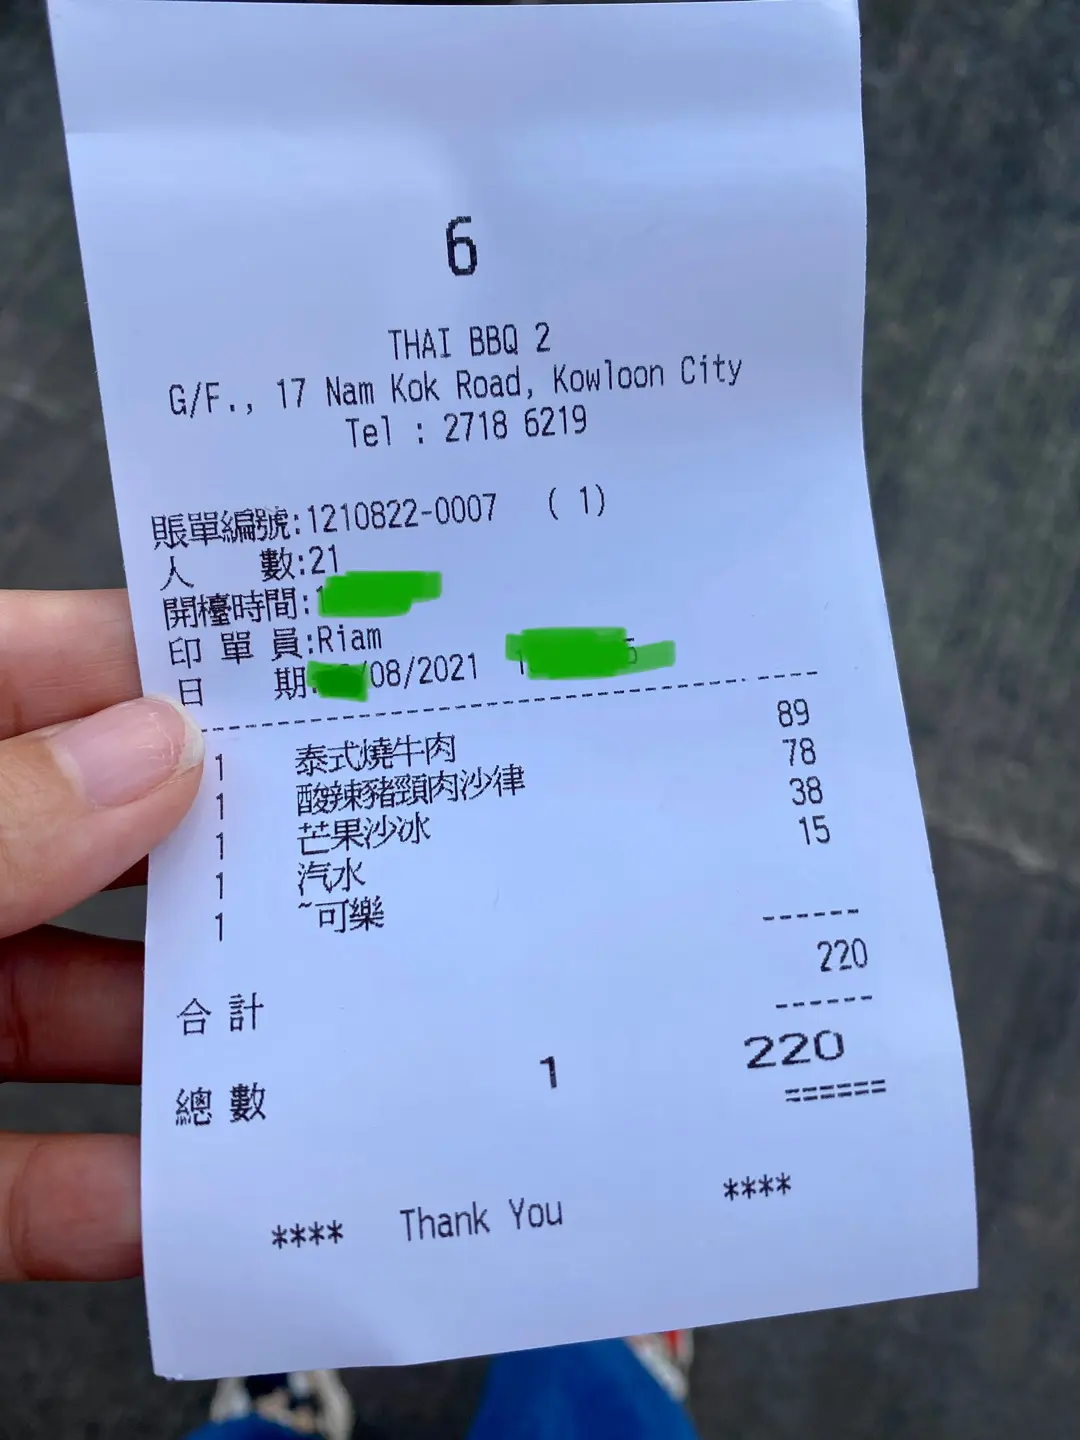 6
THAI BBQ 2
G/F., 17 Nam Kok Road, Kowloon City
Tel : 2718 6219
賬單編號:1210822-0007 ( 1)
人 數:21
開檯時間:
印 單 員:Riam
日 期: /08/2021
1 泰式燒牛肉 89
1 酸辣豬頸肉沙律 78
1 芒果沙冰 38
1 汽水 15
1 ~可樂
合 計 220
總 數 1 220
**** Thank You ****